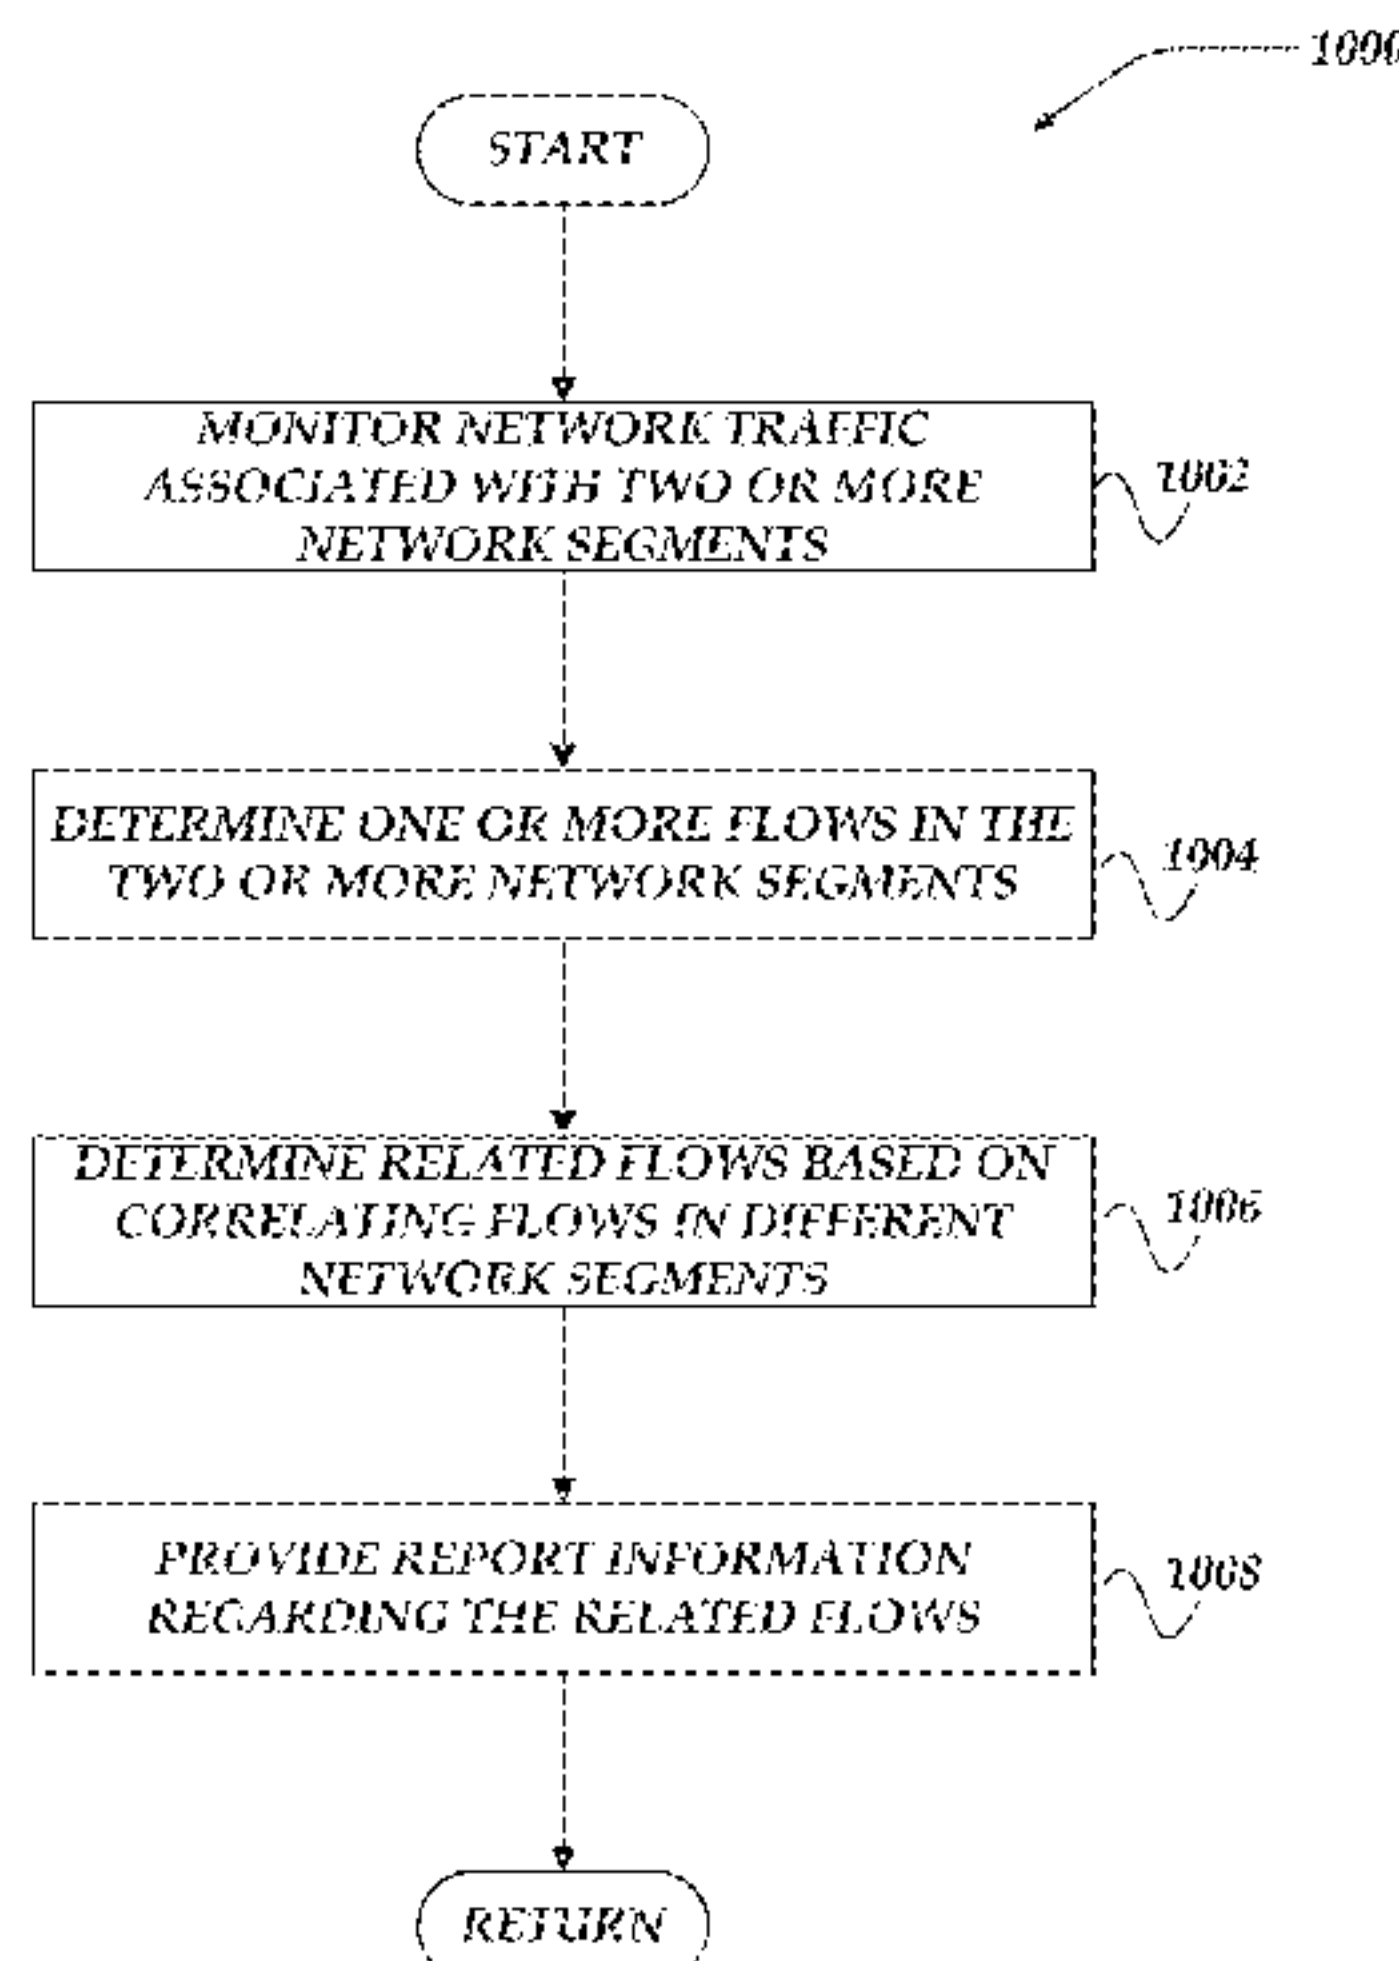 1000
START
MONITOR NETWORK TRAFFIC
ASSOCIATED WITH TWO OR MORE
NETWORK SEGMENTS
1002
DETERMINE ONE OR MORE FLOWS IN THE
TWO OR MORE NETWORK SEGMENTS
1004
DETERMINE RELATED FLOWS BASED ON
CORRELATING FLOWS IN DIFFERENT
NETWORK SEGMENTS
1006
PROVIDE REPORT INFORMATION
REGARDING THE RELATED FLOWS
1008
RETURN